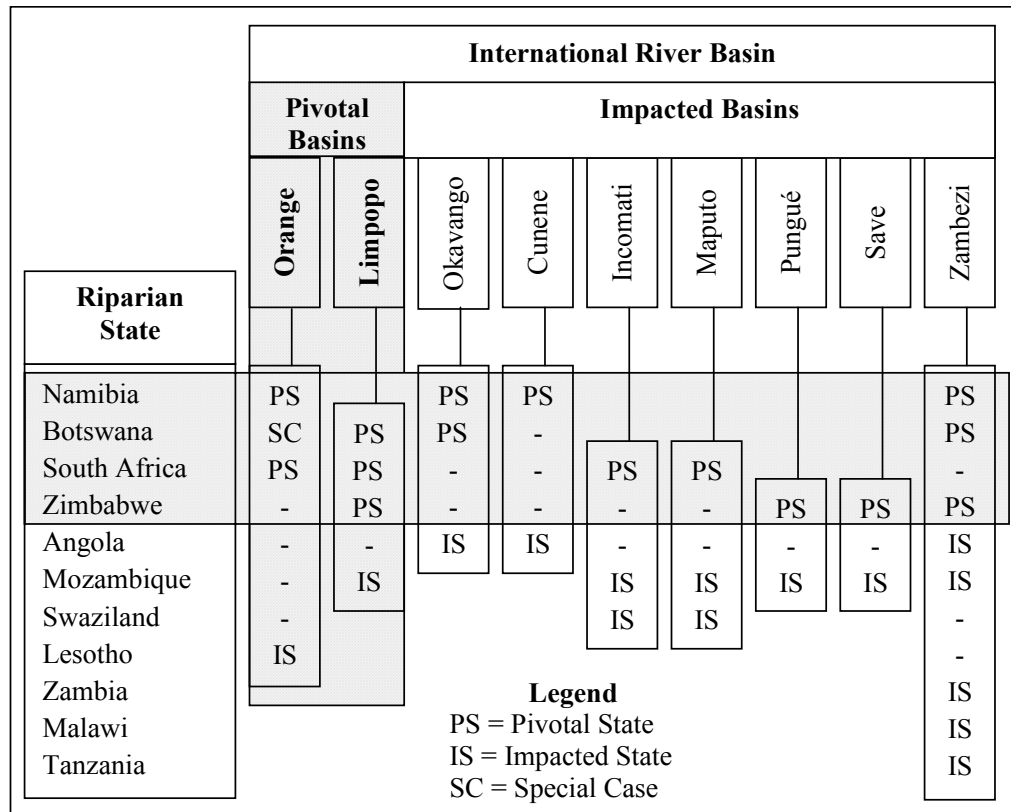 International River Basin
Pivotal
Basins
Impacted Basins
Orange
Limpopo
Okavango
Cunene
Incomati
Maputo
Pungué
Save
Zambezi
Riparian
State
Namibia PS PS PS PS
Botswana SC PS PS - PS
South Africa PS PS - - PS PS -
Zimbabwe - PS - - - - PS PS PS
Angola - - IS IS - - - - IS
Mozambique - IS IS IS IS IS IS
Swaziland - IS IS -
Lesotho IS -
Zambia IS
Malawi IS
Tanzania IS
Legend
PS = Pivotal State
IS = Impacted State
SC = Special Case